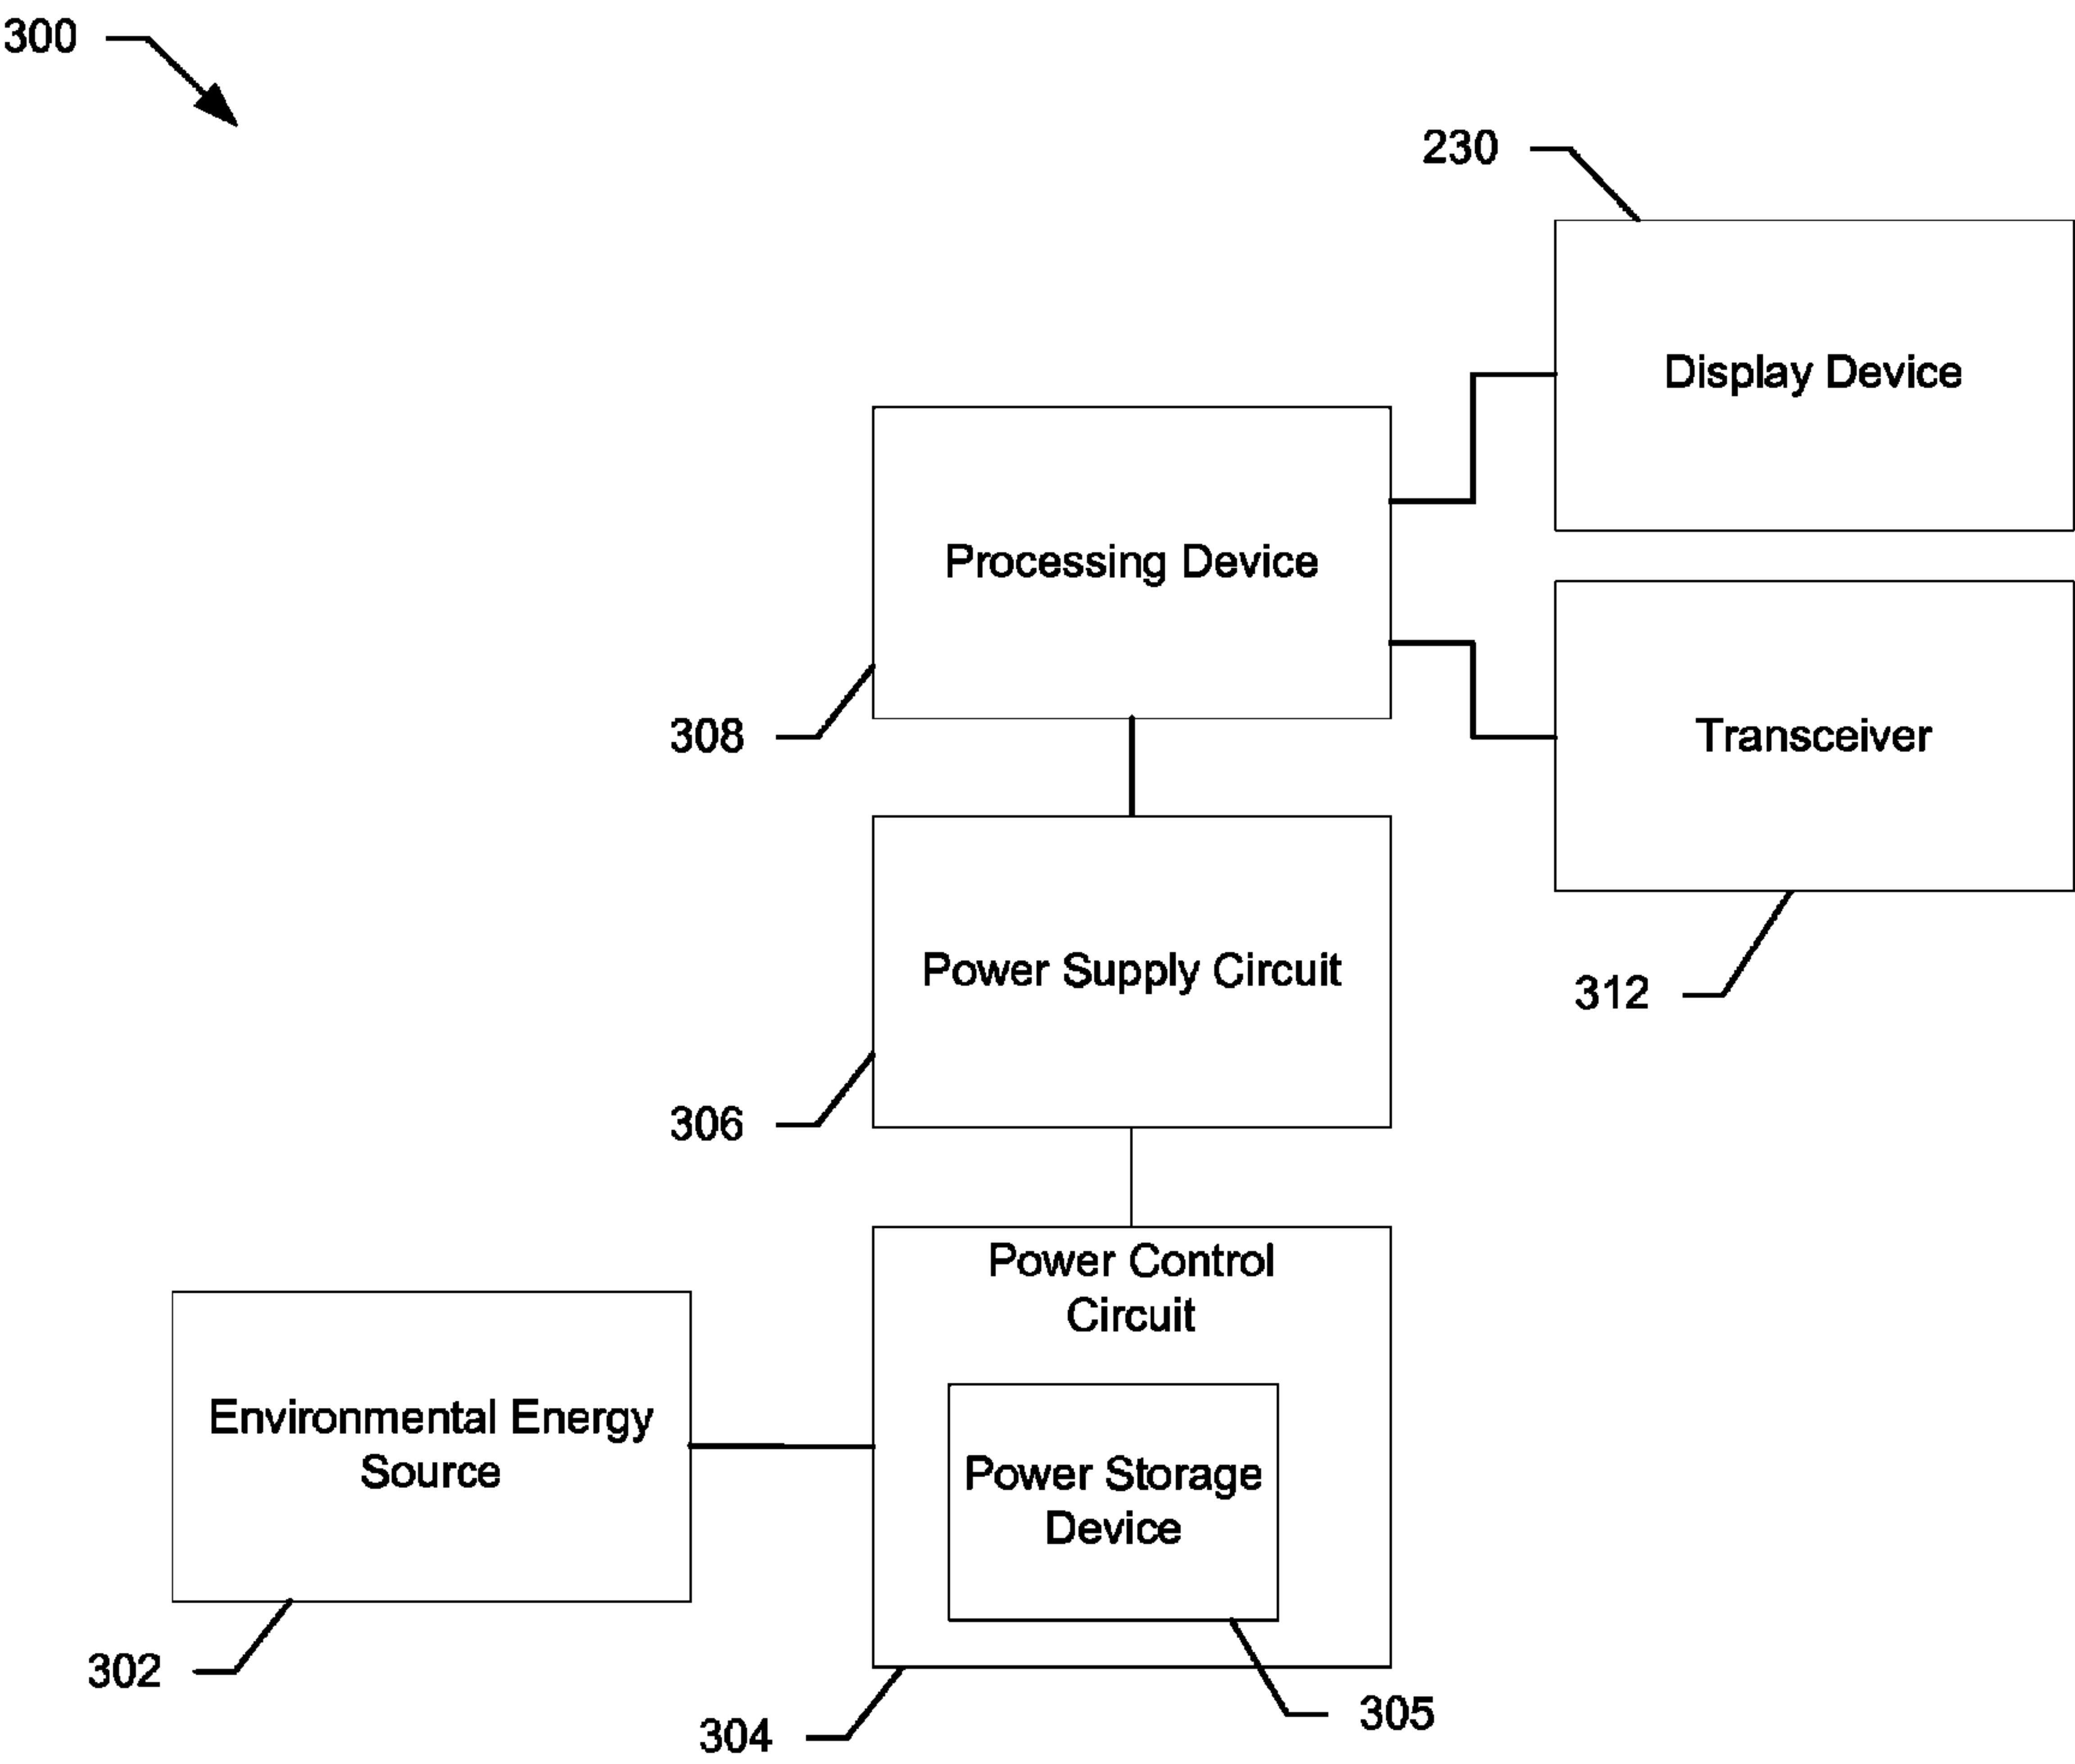 300
230
Display Device
Processing Device
308
Transceiver
312
Power Supply Circuit
306
Power Control
Circuit
Environmental Energy
Source
302
Power Storage
Device
304
305